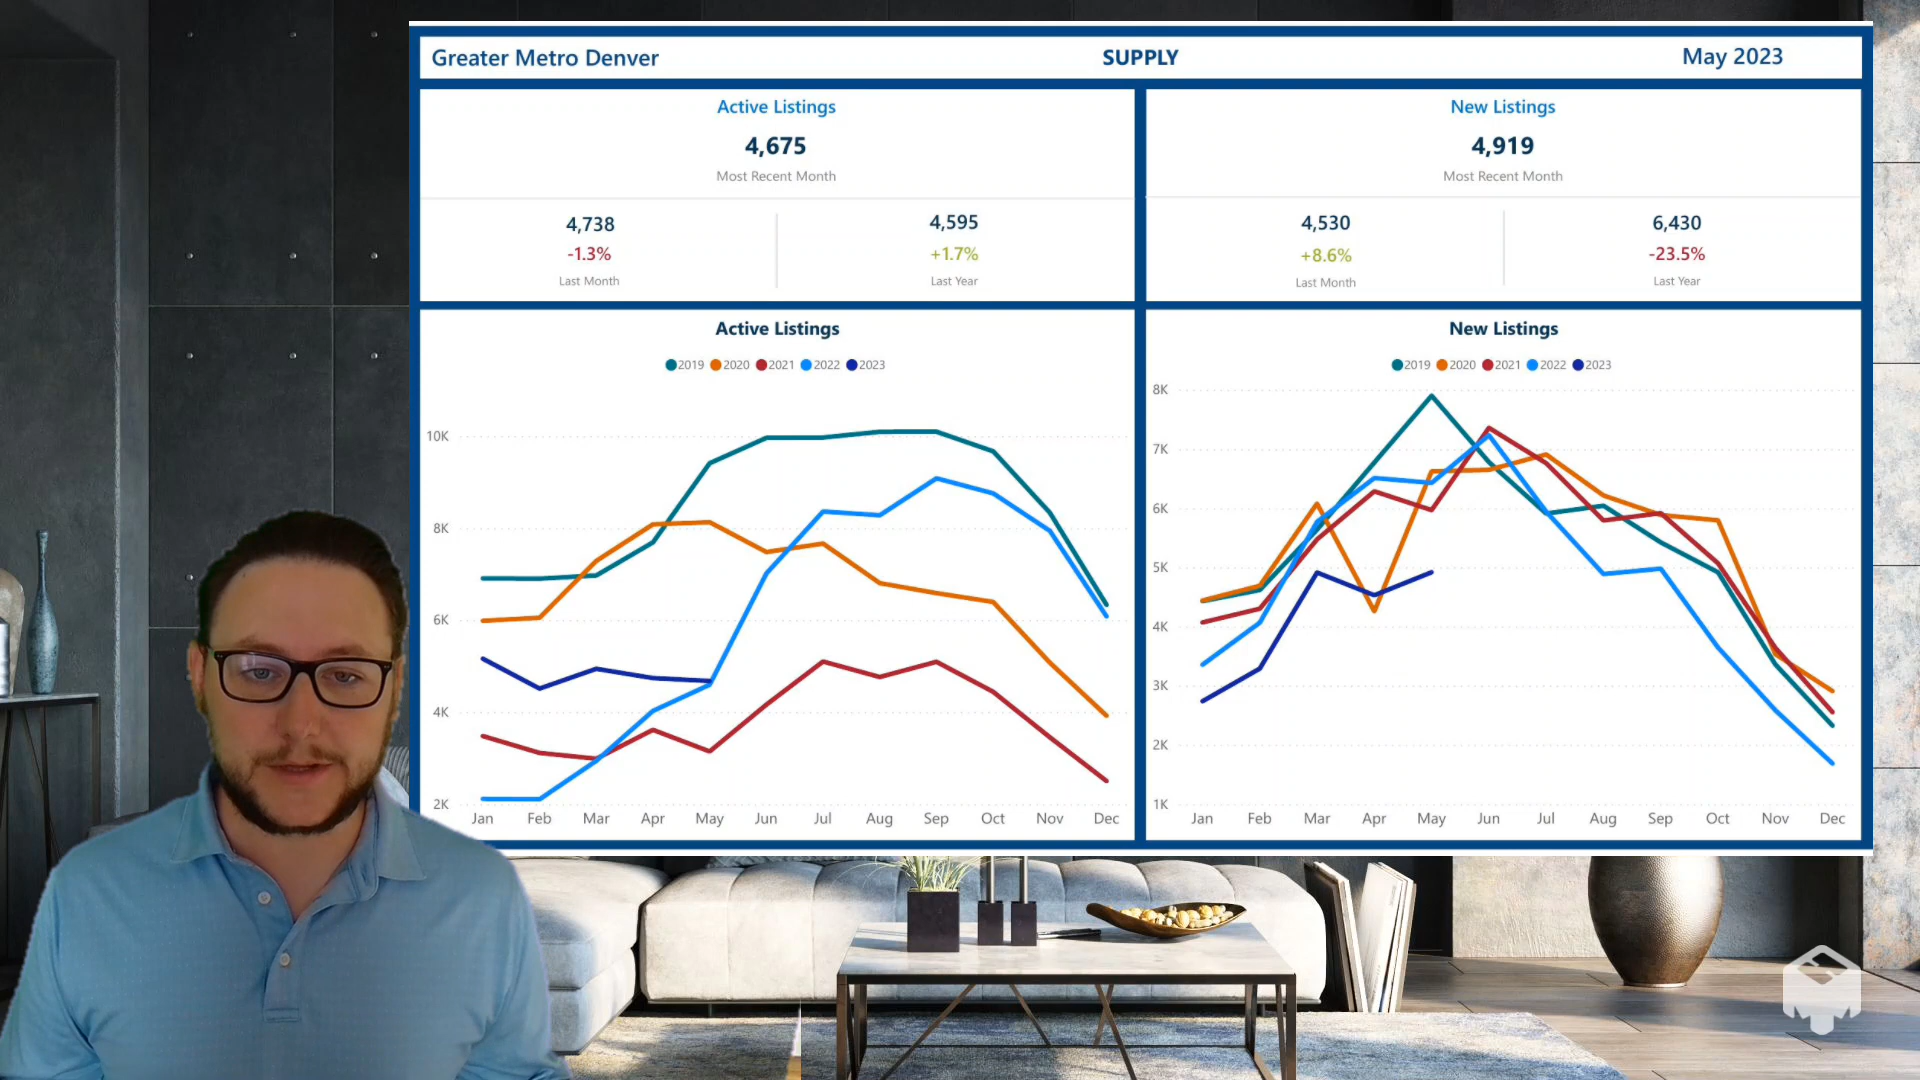 Greater Metro Denver SUPPLY May 2023
Active Listings
4,675
Most Recent Month
4,738 4,595
-1.3% +1.7%
Last Month Last Year
New Listings
4,919
Most Recent Month
4,530 6,430
+8.6% -23.5%
Last Month Last Year
Active Listings
2019 2020 2021 2022 2023
10K
8K
6K
4K
2K
Jan Feb Mar Apr May Jun Jul Aug Sep Oct Nov Dec
New Listings
2019 2020 2021 2022 2023
8K
7K
6K
5K
4K
3K
2K
1K
Jan Feb Mar Apr May Jun Jul Aug Sep Oct Nov Dec